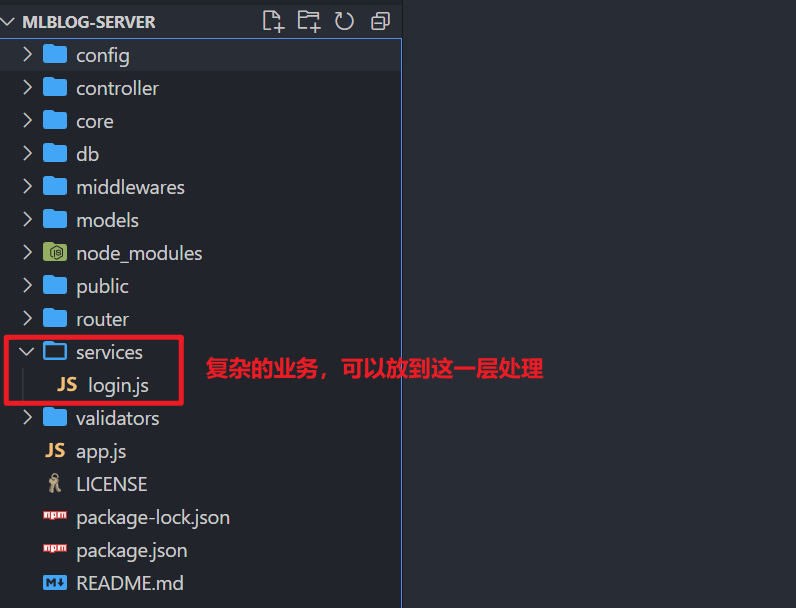 MLBLOG-SERVER
config
controller
core
db
middlewares
models
node_modules
public
router
services
复杂的业务，可以放到这一层处理
JS login.js
validators
JS app.js
LICENSE
npm package-lock.json
npm package.json
M README.md